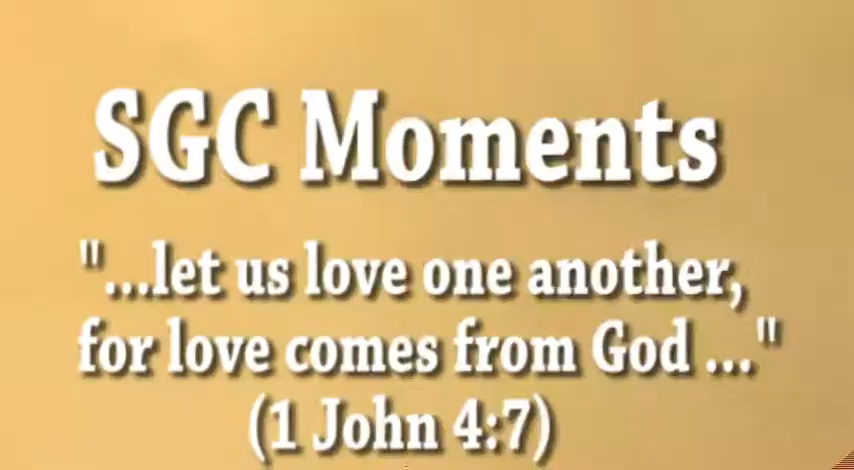 SGC Moments
"...let us love one another,
for love comes from God ..."
(1 John 4:7)